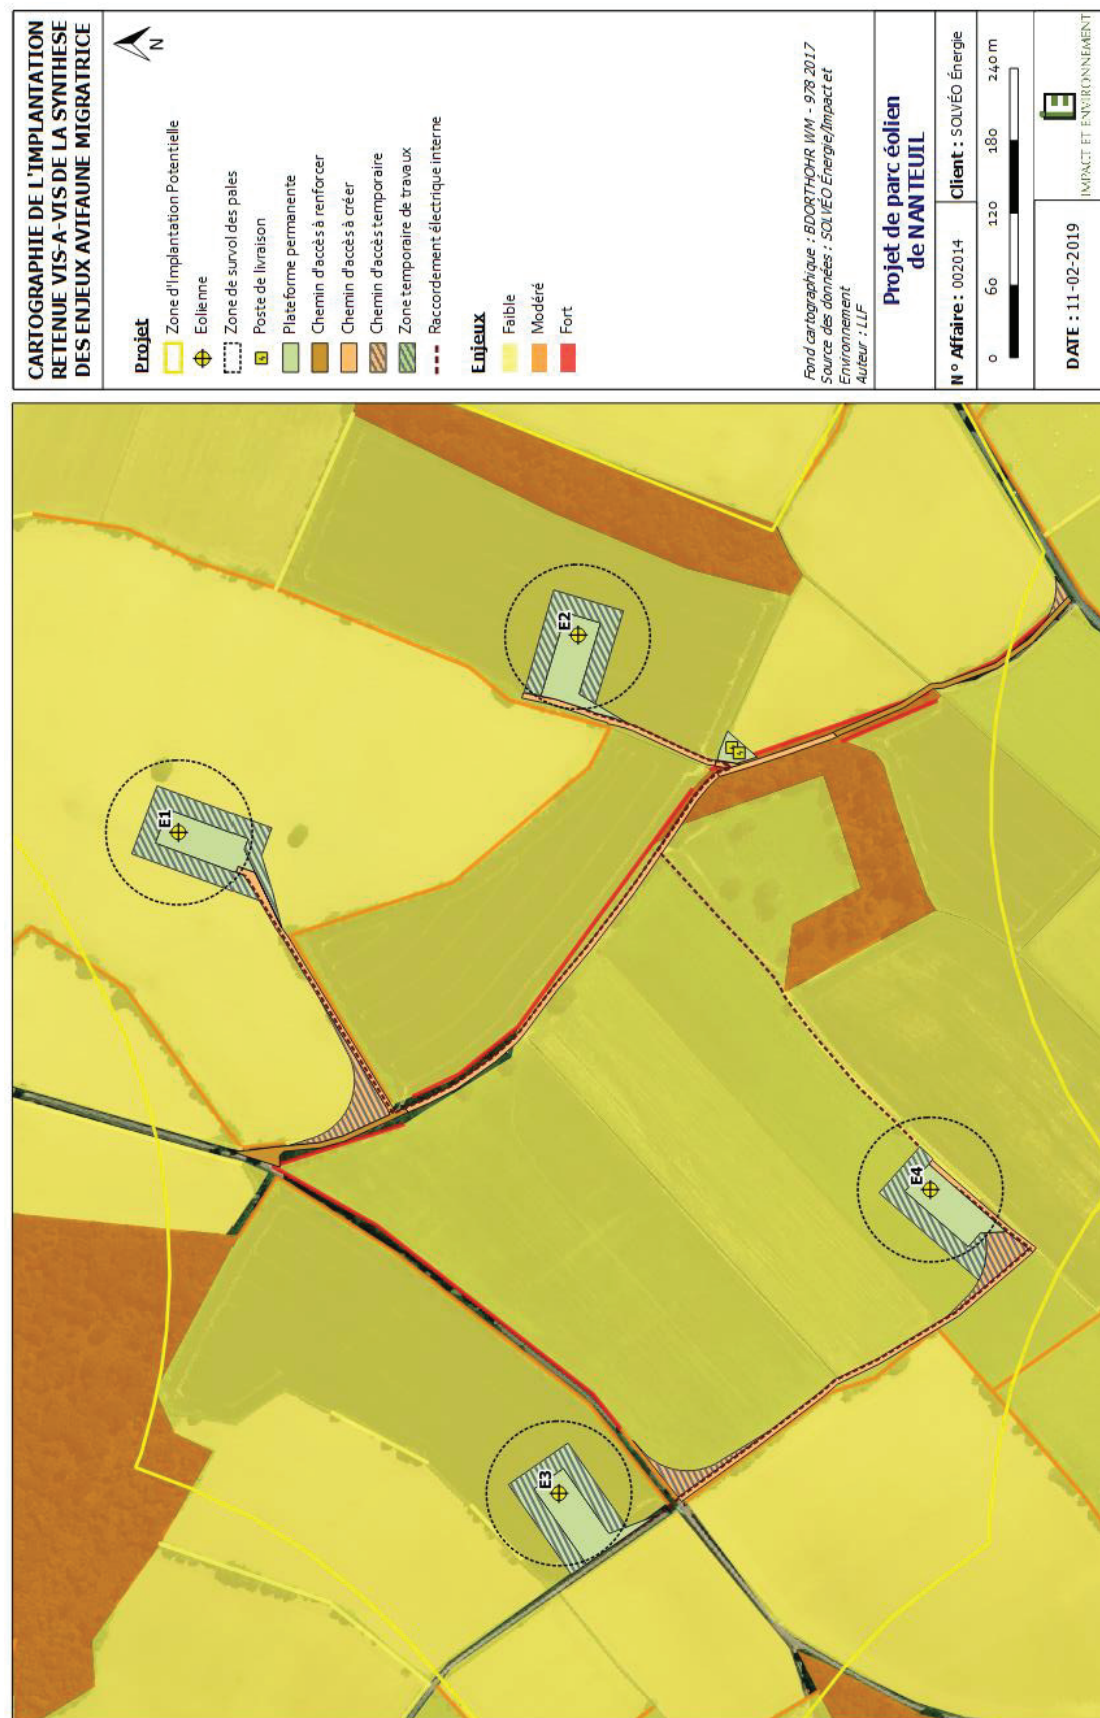 CARTOGRAPHIE DE L'IMPLANTATION
RETENUE VIS-A-VIS DE LA SYNTHESE
DES ENJEUX AVIFAUNE MIGRATRICE
N
Projet
Zone d'Implantation Potentielle
Eolienne
Zone de survol des pales
Poste de livraison
Plateforme permanente
Chemin d'accès à renforcer
Chemin d'accès à créer
Chemin d'accès temporaire
Zone temporaire de travaux
Raccordement électrique interne
Enjeux
Faible
Modéré
Fort
Fond cartographique : BDORTHOHR WM - 978 2017
Source des données : SOLVÉO Énergie/Impact et
Environnement
Auteur : LLF
Projet de parc éolien
de NANTEUIL
N° Affaire : 002014
Client : SOLVÉO Énergie
0 60 120 180 240 m
DATE : 11-02-2019
IE
IMPACT ET ENVIRONNEMENT
E1
E2
E3
E4